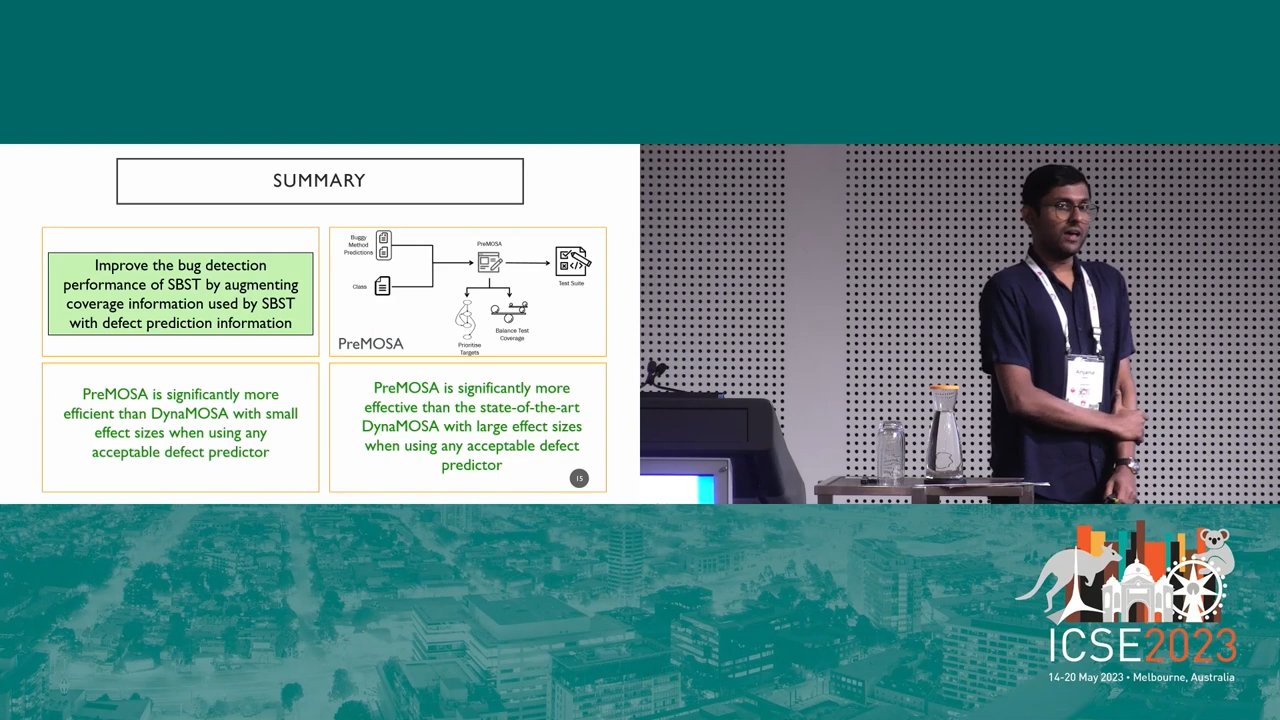 SUMMARY
Improve the bug detection
performance of SBST by augmenting
coverage information used by SBST
with defect prediction information
Buggy
Method
Predictions
Class
PreMOSA
Test Suite
Prioritise
Targets
Balance Test
Coverage
PreMOSA
PreMOSA is significantly more
efficient than DynaMOSA with small
effect sizes when using any
acceptable defect predictor
PreMOSA is significantly more
effective than the state-of-the-art
DynaMOSA with large effect sizes
when using any acceptable defect
predictor
15
Anjana
ICSE2023
14-20 May 2023 • Melbourne, Australia